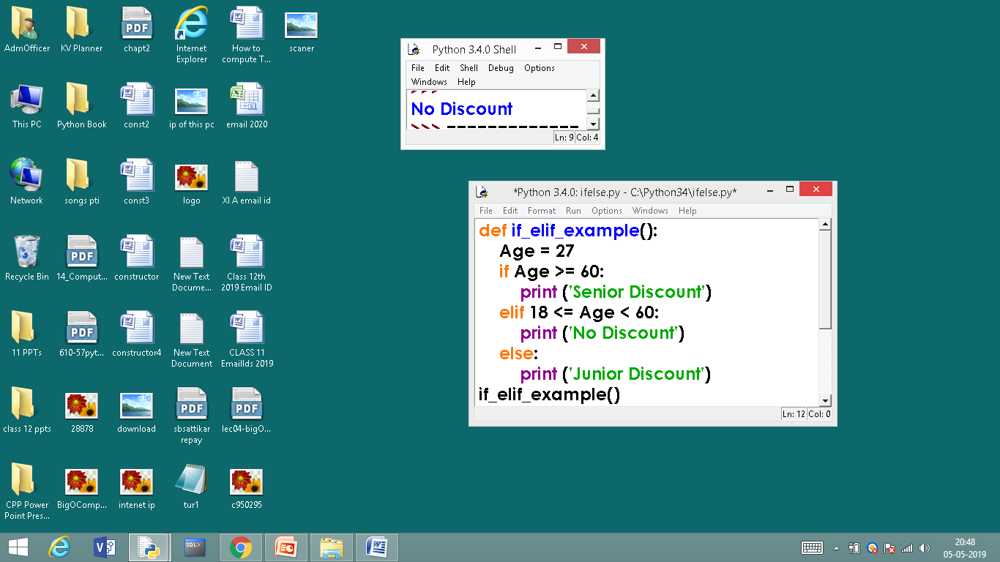 AdmOfficer
KV Planner
chapt2
Internet
Explorer
How to
compute T...
scaner
This PC
Python Book
const2
ip of this pc
email 2020
Network
songs pti
const3
logo
XI A email id
Recycle Bin
14_Comput...
constructor
New Text
Docume...
Class 12th
2019 Email ID
11 PPTs
610-57pyt...
constructor4
New Text
Document
CLASS 11
EmailIds 2019
class 12 ppts
28878
download
sbsattikar
repay
lec04-bigO...
CPP Power
Point Pres...
BigOComp...
intenet ip
tur1
c950295
PDF
PDF
PDF
PDF
PDF
Python 3.4.0 Shell
File Edit Shell Debug Options
Windows Help
No Discount
Ln: 9 Col: 4
*Python 3.4.0: ifelse.py - C:\Python34\ifelse.py*
File Edit Format Run Options Windows Help
def if_elif_example():
Age = 27
if Age >= 60:
print ('Senior Discount')
elif 18 <= Age < 60:
print ('No Discount')
else:
print ('Junior Discount')
if_elif_example()
Ln: 12 Col: 0
SQL>
20:48
05-05-2019